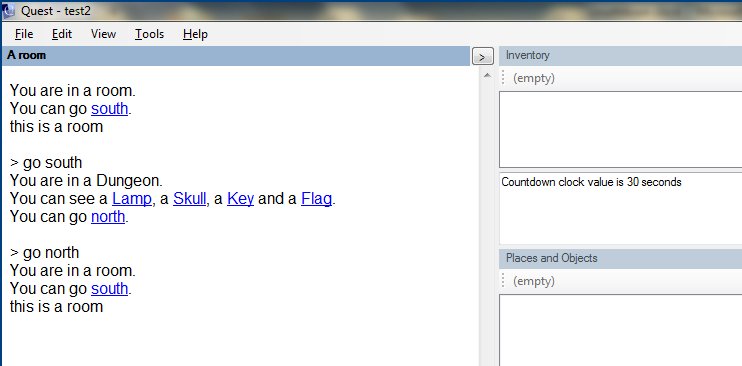 Quest - test2
File Edit View Tools Help
A room
>
You are in a room.
You can go south.
this is a room
> go south
You are in a Dungeon.
You can see a Lamp, a Skull, a Key and a Flag.
You can go north.
> go north
You are in a room.
You can go south.
this is a room
Inventory
(empty)
Countdown clock value is 30 seconds
Places and Objects
(empty)